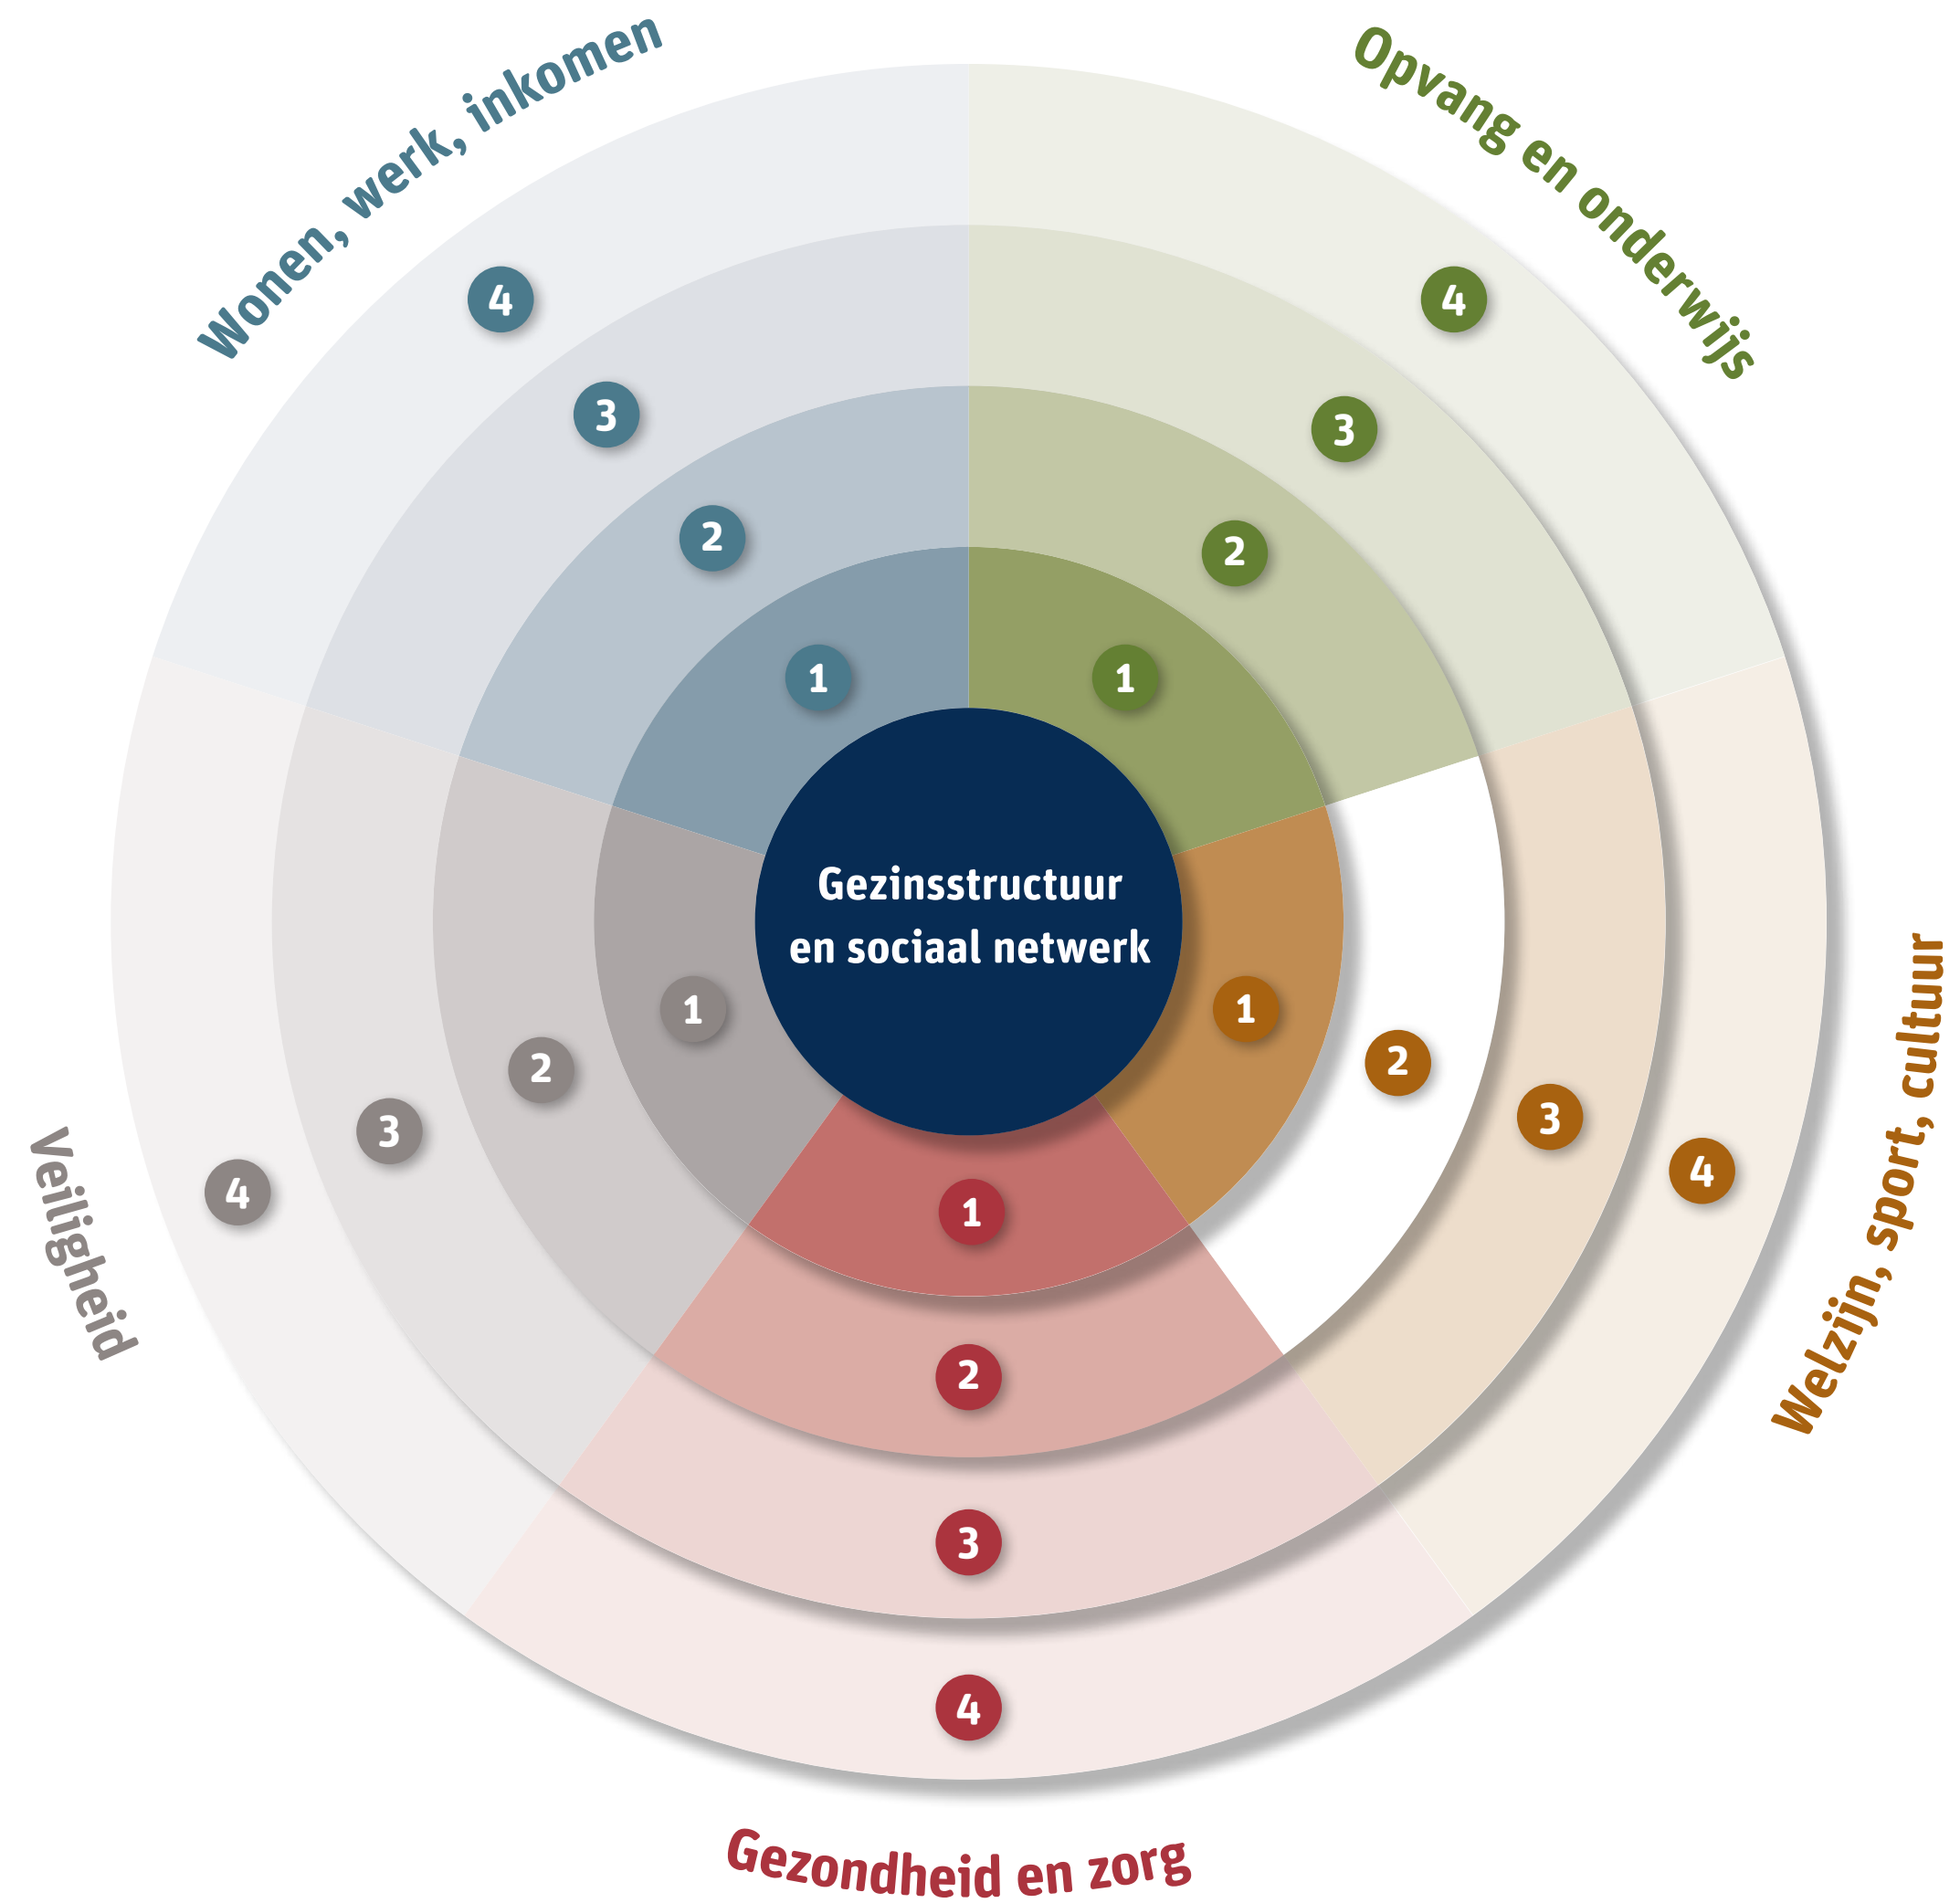 Wonen, werk, inkomen
4
3
2
1
Opvang en onderwijs
4
3
2
1
Gezinsstructuur
en sociaal netwerk
1
2
3
4
Welzijn, sport, cultuur
1
2
3
4
Veiligheid
1
2
3
4
Gezondheid en zorg